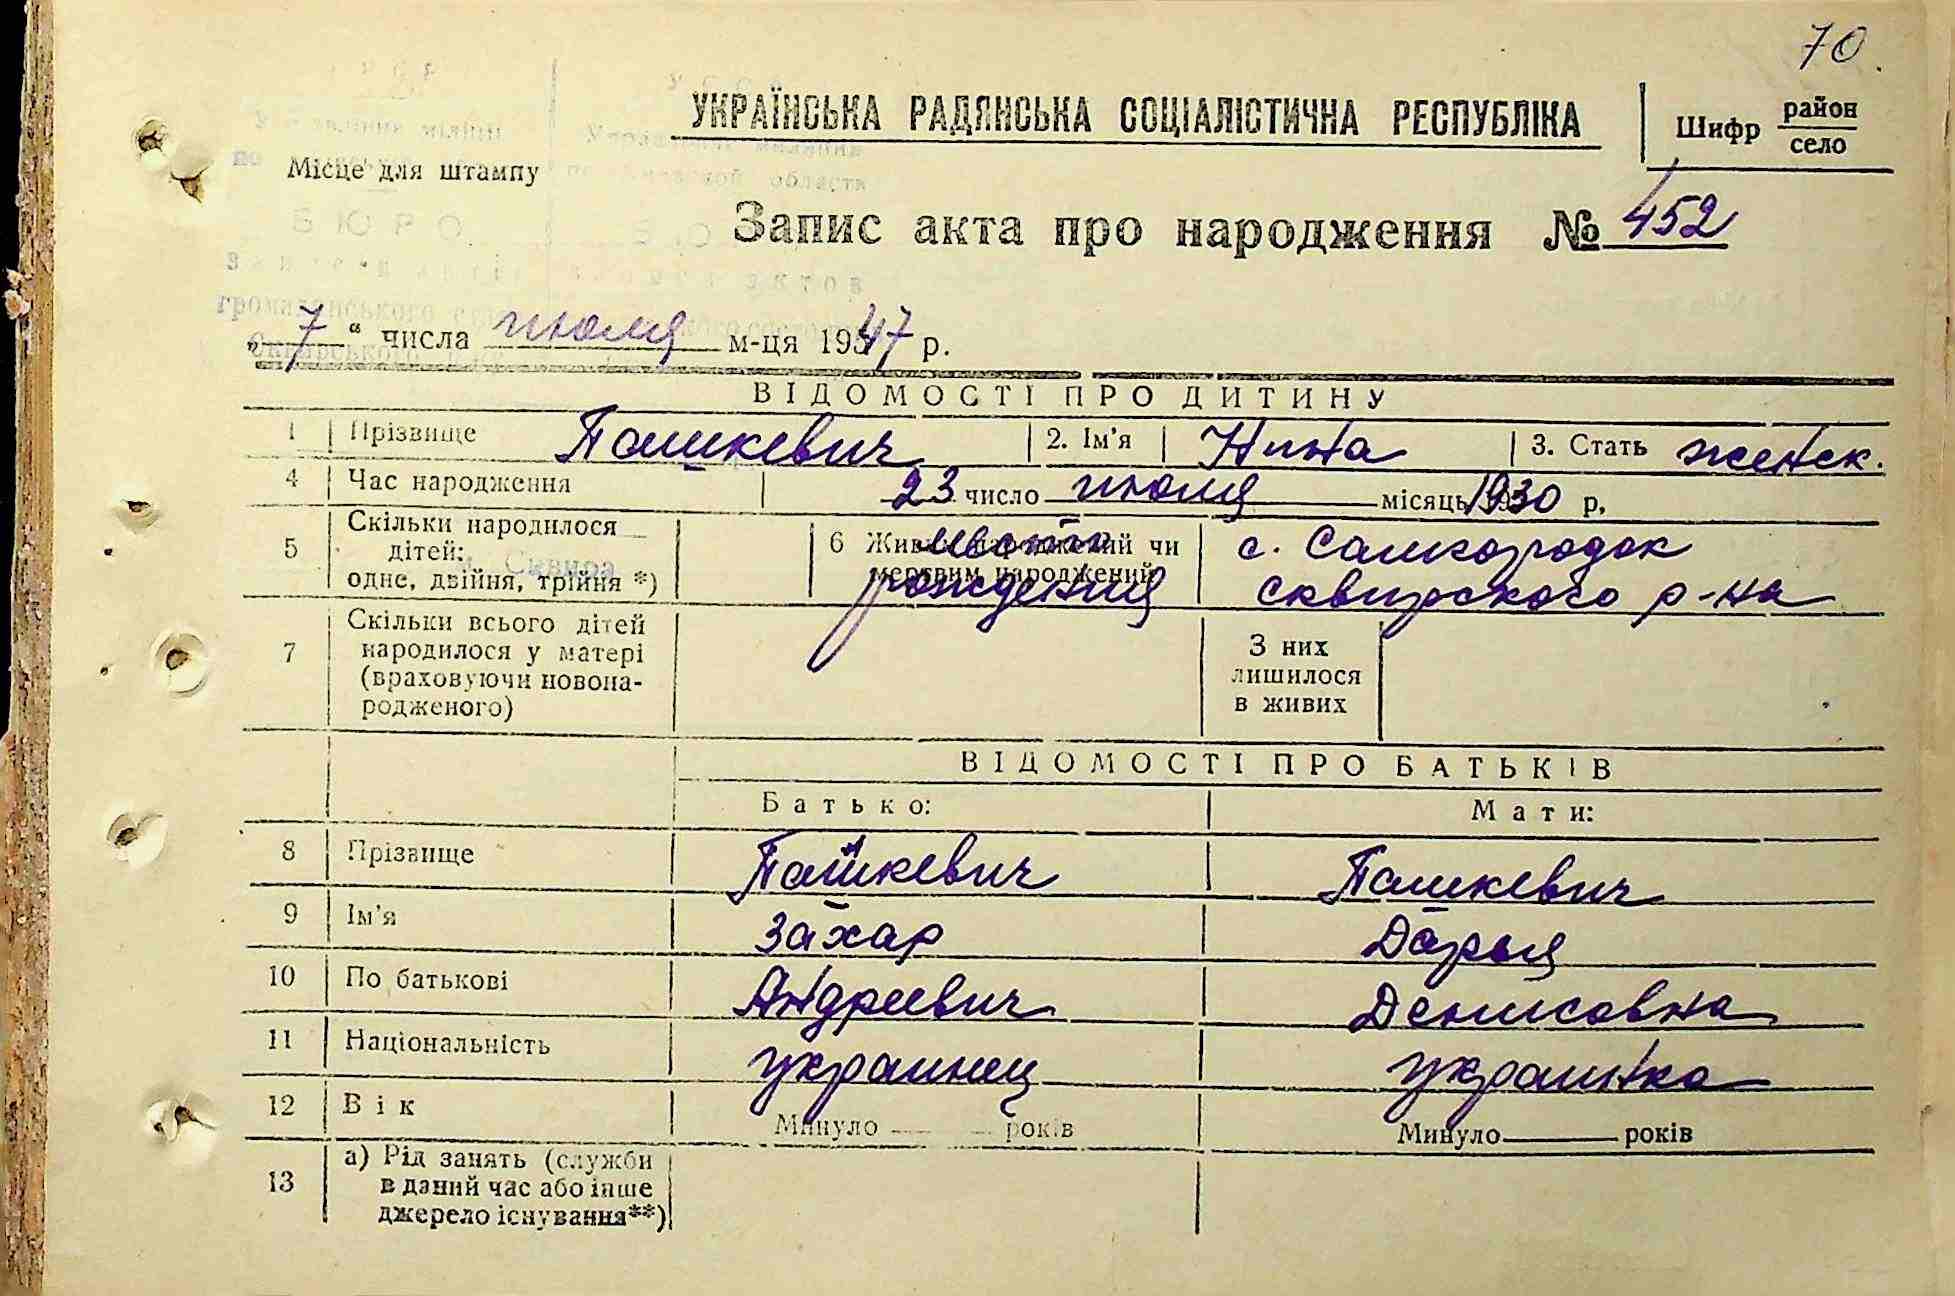 70.
УКРАЇНСЬКА РАДЯНСЬКА СОЦІАЛІСТИЧНА РЕСПУБЛІКА
Шифр район
село
Місце для штампу
Запис акта про народження № 452
„7“ числа июля м-ця 1947 р.
ВІДОМОСТІ ПРО ДИТИНУ
1 Прізвище Пашкевич 2. Ім'я Нина 3. Стать женск.
4 Час народження 23 число июля місяць 1930 р.
5 Скільки народилося дітей: одне, двійня, трійня *)
6 Живим народжений чи мертвим народжений
место рождения
с. Самгородок
Сквирского р-на
м. Сквира
7 Скільки всього дітей народилося у матері (враховуючи новонародженого)
З них лишилося в живих
ВІДОМОСТІ ПРО БАТЬКІВ
Батько: Мати:
8 Прізвище Пашкевич Пашкевич
9 Ім'я Захар Дарья
10 По батькові Андреевич Денисовна
11 Національність украинец украинка
12 Вік Минуло років Минуло років
13 а) Рід занять (служби
в даний час або інше
джерело існування**)